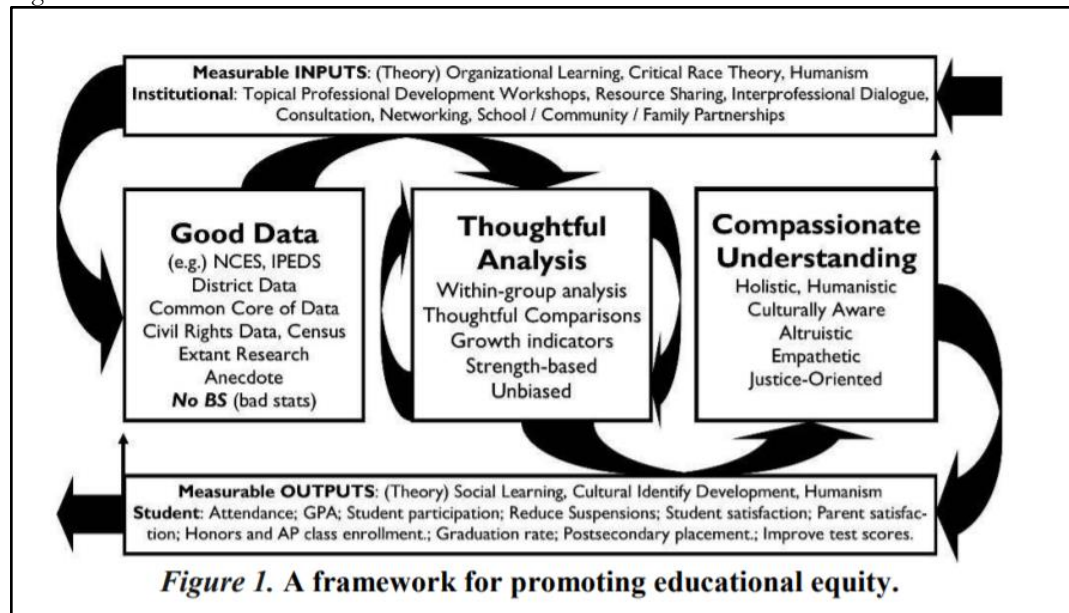 Measurable INPUTS: (Theory) Organizational Learning, Critical Race Theory, Humanism
Institutional: Topical Professional Development Workshops, Resource Sharing, Interprofessional Dialogue,
Consultation, Networking, School / Community / Family Partnerships
Good Data
(e.g.) NCES, IPEDS
District Data
Common Core of Data
Civil Rights Data, Census
Extant Research
Anecdote
No BS (bad stats)
Thoughtful
Analysis
Within-group analysis
Thoughtful Comparisons
Growth indicators
Strength-based
Unbiased
Compassionate
Understanding
Holistic, Humanistic
Culturally Aware
Altruistic
Empathetic
Justice-Oriented
Measurable OUTPUTS: (Theory) Social Learning, Cultural Identify Development, Humanism
Student: Attendance; GPA; Student participation; Reduce Suspensions; Student satisfaction; Parent satisfac-
tion; Honors and AP class enrollment.; Graduation rate; Postsecondary placement.; Improve test scores.
Figure 1. A framework for promoting educational equity.